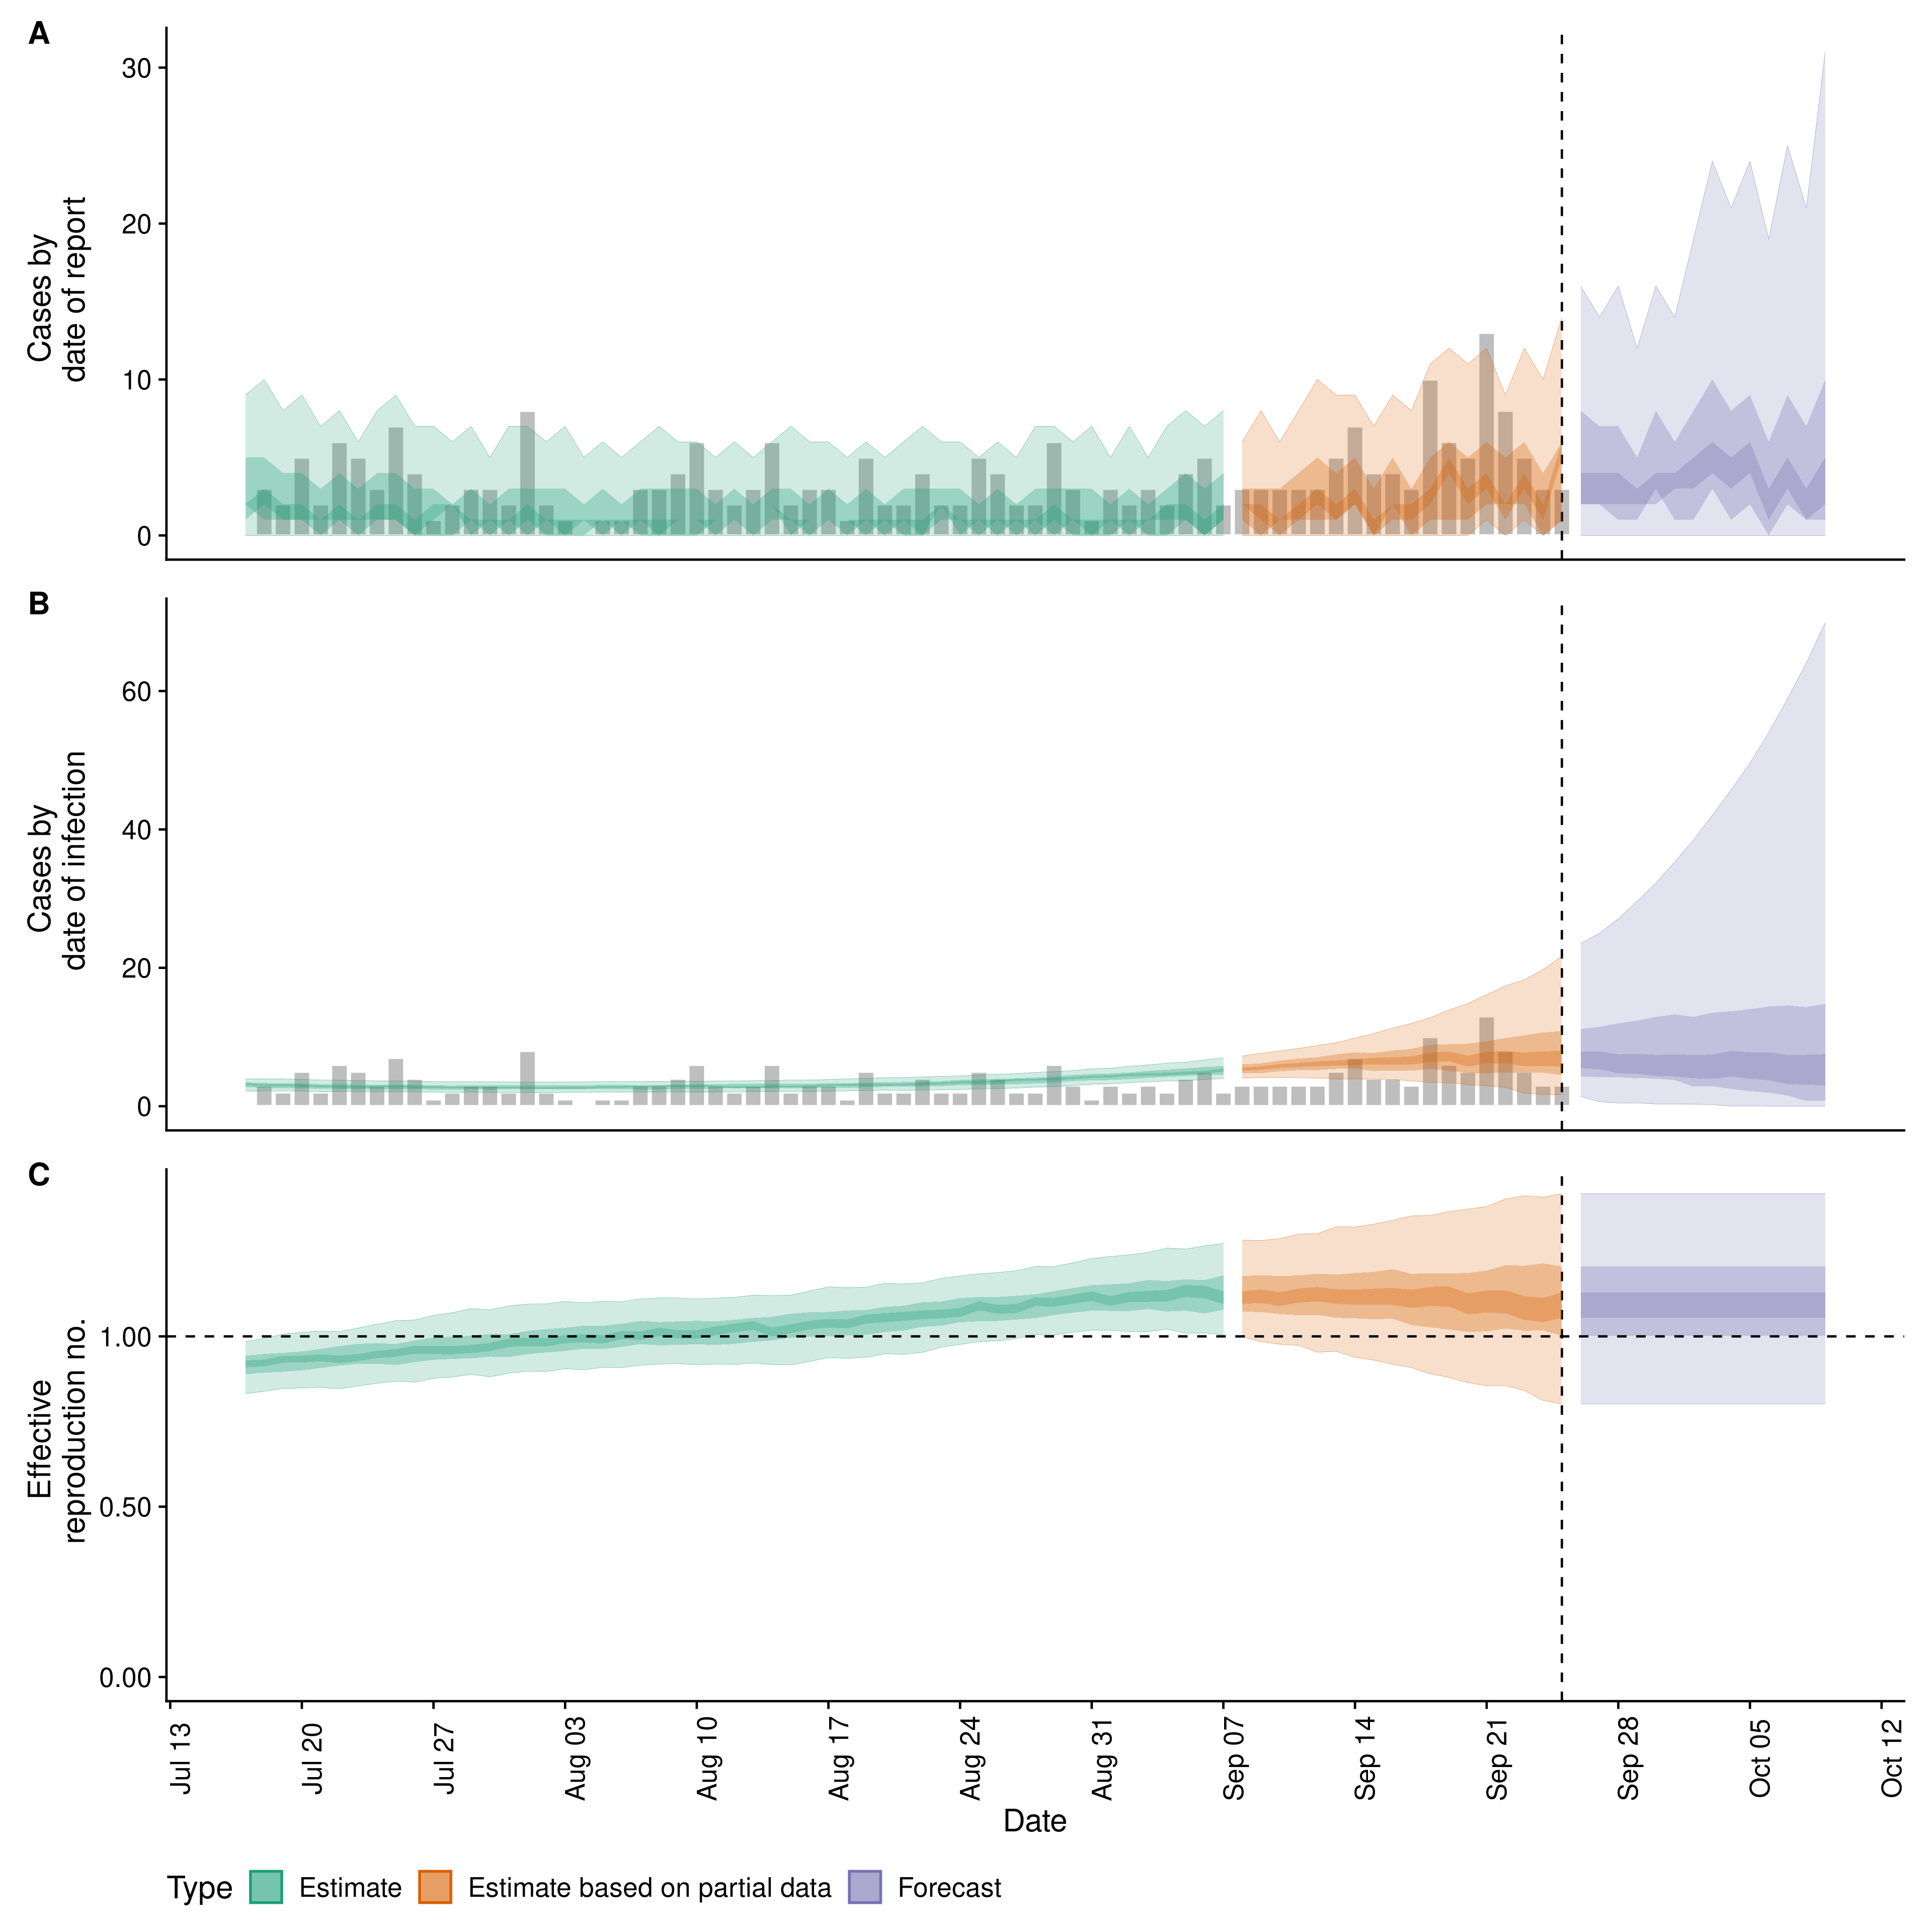 A
Cases by
date of report
30
20
10
0
B
Cases by
date of infection
60
40
20
0
C
Effective
reproduction no.
1.00
0.50
0.00
Jul 13
Jul 20
Jul 27
Aug 03
Aug 10
Aug 17
Aug 24
Aug 31
Sep 07
Sep 14
Sep 21
Sep 28
Oct 05
Oct 12
Date
Type Estimate Estimate based on partial data Forecast